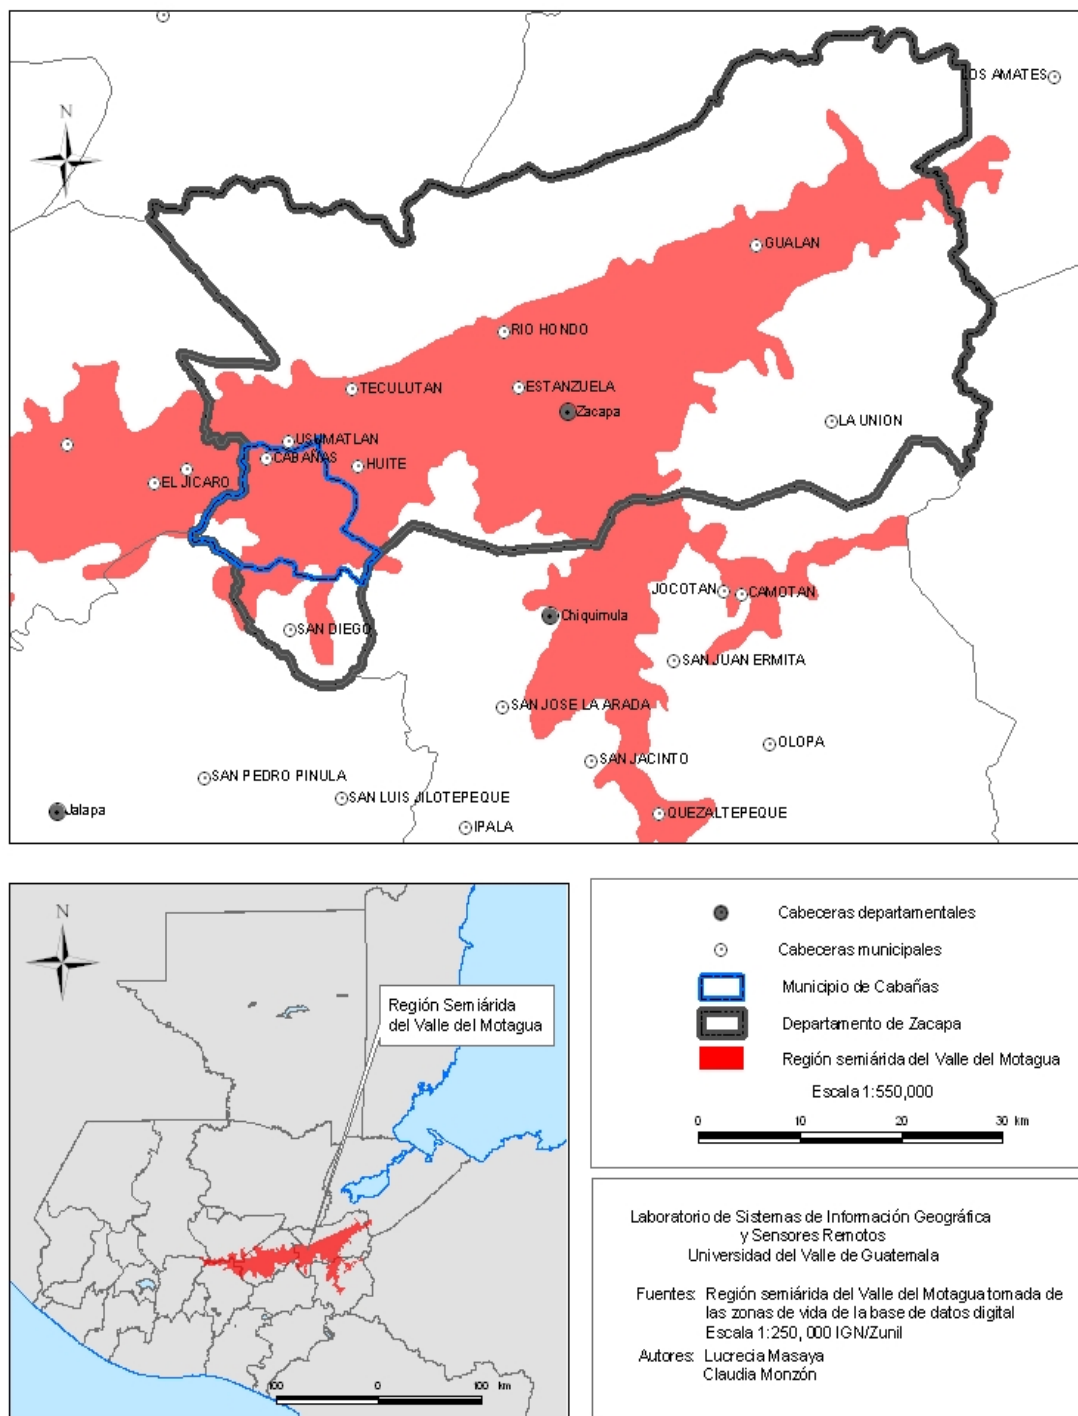 LOS AMATES
N
GUALAN
RIO HONDO
TECULUTAN
ESTANZUELA
Zacapa
LA UNION
USUMATLAN
CABAÑAS
HUITE
EL JICARO
JOCOTAN
CAMOTAN
Chiquimula
SAN DIEGO
SAN JUAN ERMITA
SAN JOSE LA ARADA
OLOPA
SAN JACINTO
SAN PEDRO PINULA
SAN LUIS JILOTEPEQUE
Jalapa
QUEZALTEPEQUE
IPALA
N
Región Semiárida
del Valle del Motagua
100 0 100 km
Cabeceras departamentales
Cabeceras municipales
Municipio de Cabañas
Departamento de Zacapa
Región semiárida del Valle del Motagua
Escala 1:550,000
0 10 20 30 km
Laboratorio de Sistemas de Información Geográfica
y Sensores Remotos
Universidad del Valle de Guatemala
Fuentes: Región semiárida del Valle del Motagua tomada de
las zonas de vida de la base de datos digital
Escala 1:250, 000 IGN/Zunil
Autores: Lucrecia Masaya
Claudia Monzón